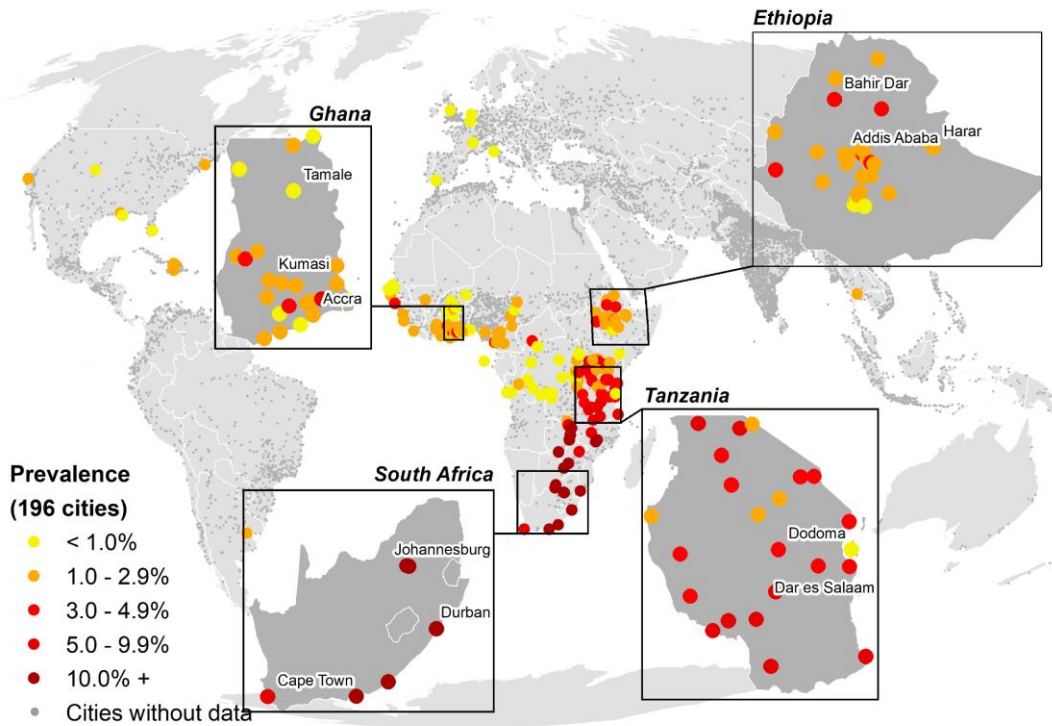 Ethiopia
Bahir Dar
Addis Ababa
Harar
Ghana
Tamale
Kumasi
Accra
Tanzania
Dodoma
Dar es Salaam
South Africa
Johannesburg
Durban
Cape Town
Prevalence
(196 cities)
< 1.0%
1.0 - 2.9%
3.0 - 4.9%
5.0 - 9.9%
10.0% +
Cities without data